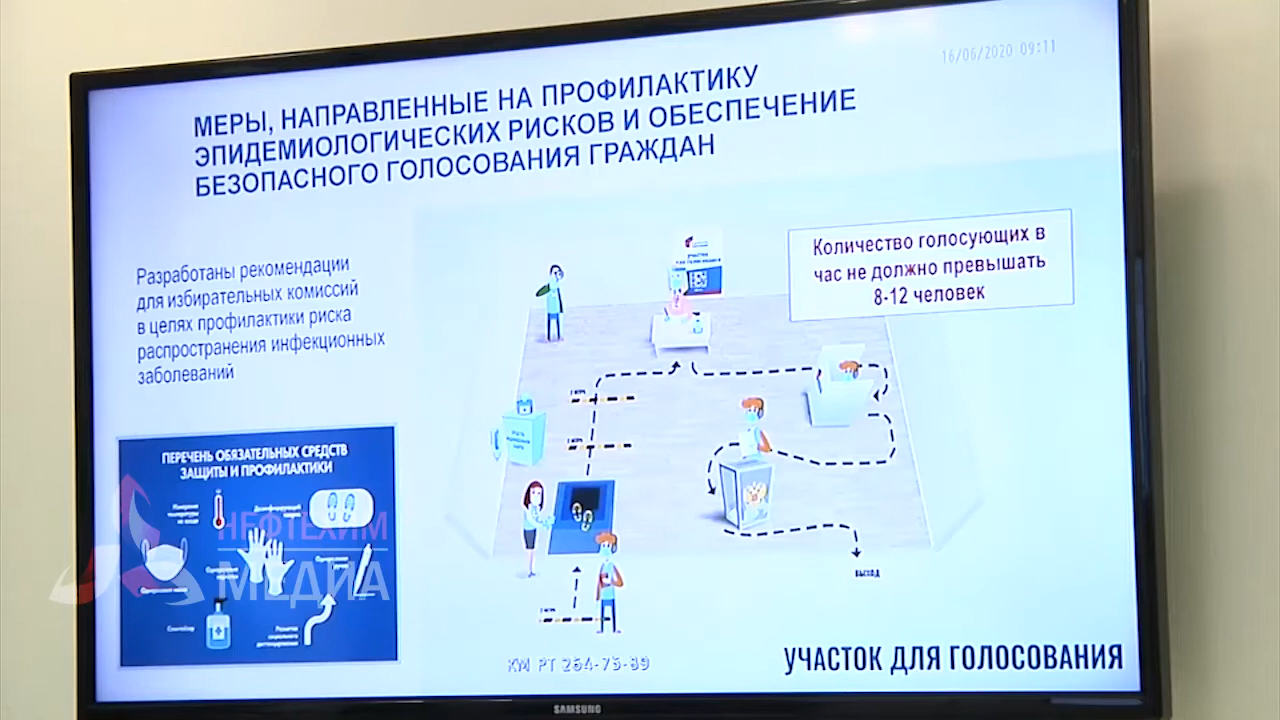 16/06/2020 09:11
МЕРЫ, НАПРАВЛЕННЫЕ НА ПРОФИЛАКТИКУ
ЭПИДЕМИОЛОГИЧЕСКИХ РИСКОВ И ОБЕСПЕЧЕНИЕ
БЕЗОПАСНОГО ГОЛОСОВАНИЯ ГРАЖДАН
Количество голосующих в
час не должно превышать
8-12 человек
Разработаны рекомендации
для избирательных комиссий
в целях профилактики риска
распространения инфекционных
заболеваний
ПЕРЕЧЕНЬ ОБЯЗАТЕЛЬНЫХ СРЕДСТВ
ЗАЩИТЫ И ПРОФИЛАКТИКИ
НЕФТЕХИМ
МЕДИА
ВЫХОД
КМ РТ 264-75-89
УЧАСТОК ДЛЯ ГОЛОСОВАНИЯ
SAMSUNG